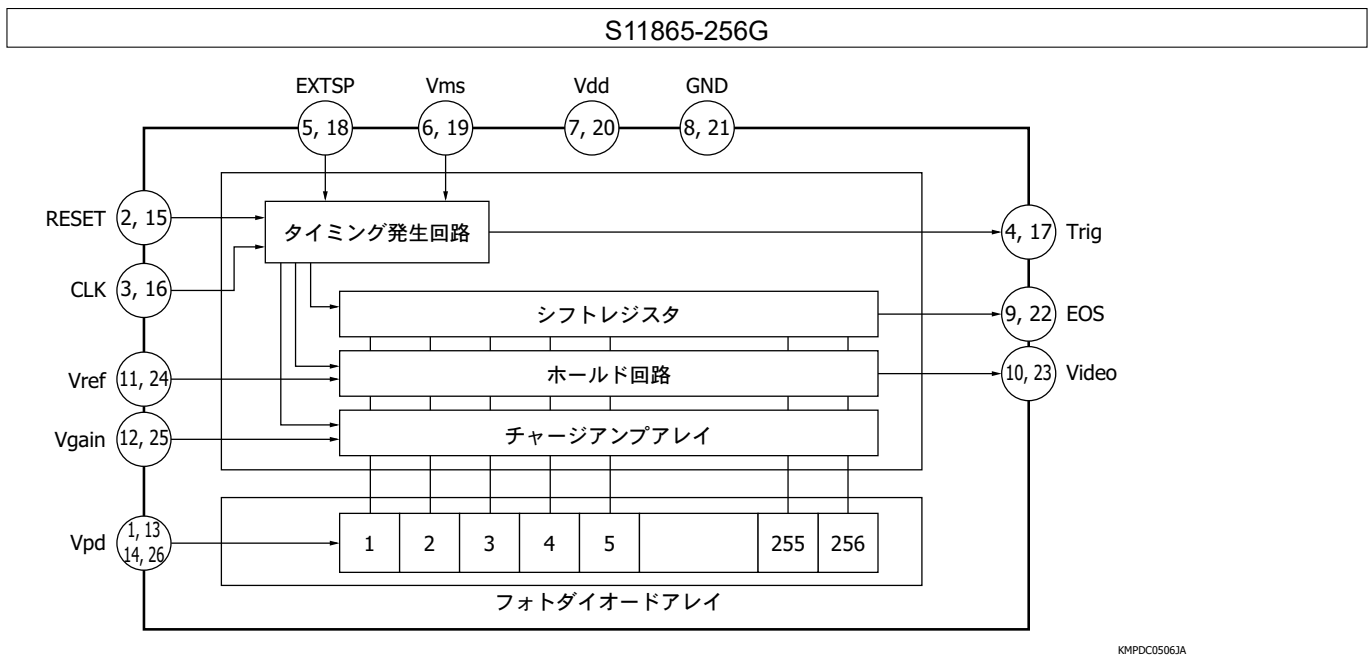 S11865-256G
EXTSP Vms Vdd GND
5, 18 6, 19 7, 20 8, 21
RESET 2, 15 タイミング発生回路 4, 17 Trig
CLK 3, 16
シフトレジスタ 9, 22 EOS
Vref 11, 24 ホールド回路 10, 23 Video
Vgain 12, 25 チャージアンプアレイ
Vpd 1, 13
14, 26
1 2 3 4 5 255 256
フォトダイオードアレイ
KMPDC0506JA